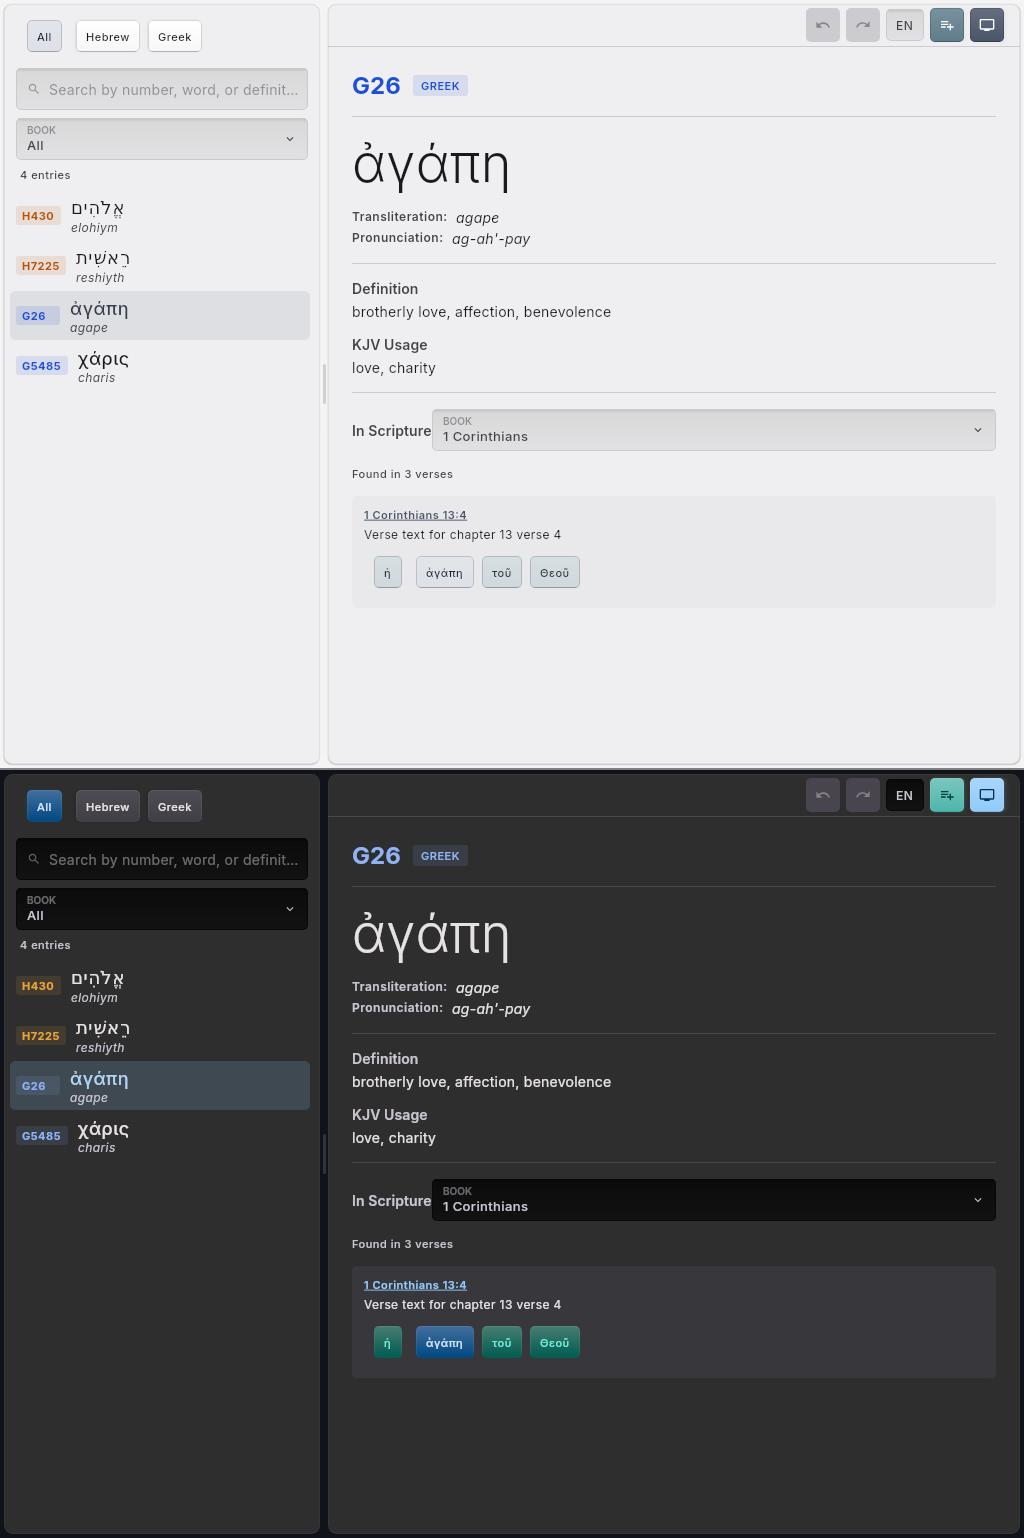 All Hebrew Greek
Search by number, word, or definit...
BOOK
All
4 entries
H430 אֱלֹהִים
elohiym
H7225 רֵאשִׁית
reshiyth
G26 ἀγάπη
agape
G5485 χάρις
charis
EN
G26 GREEK
ἀγάπη
Transliteration: agape
Pronunciation: ag-ah'-pay
Definition
brotherly love, affection, benevolence
KJV Usage
love, charity
In Scripture
BOOK
1 Corinthians
Found in 3 verses
1 Corinthians 13:4
Verse text for chapter 13 verse 4
ἡ ἀγάπη τοῦ Θεοῦ
All Hebrew Greek
Search by number, word, or definit...
BOOK
All
4 entries
H430 אֱלֹהִים
elohiym
H7225 רֵאשִׁית
reshiyth
G26 ἀγάπη
agape
G5485 χάρις
charis
EN
G26 GREEK
ἀγάπη
Transliteration: agape
Pronunciation: ag-ah'-pay
Definition
brotherly love, affection, benevolence
KJV Usage
love, charity
In Scripture
BOOK
1 Corinthians
Found in 3 verses
1 Corinthians 13:4
Verse text for chapter 13 verse 4
ἡ ἀγάπη τοῦ Θεοῦ